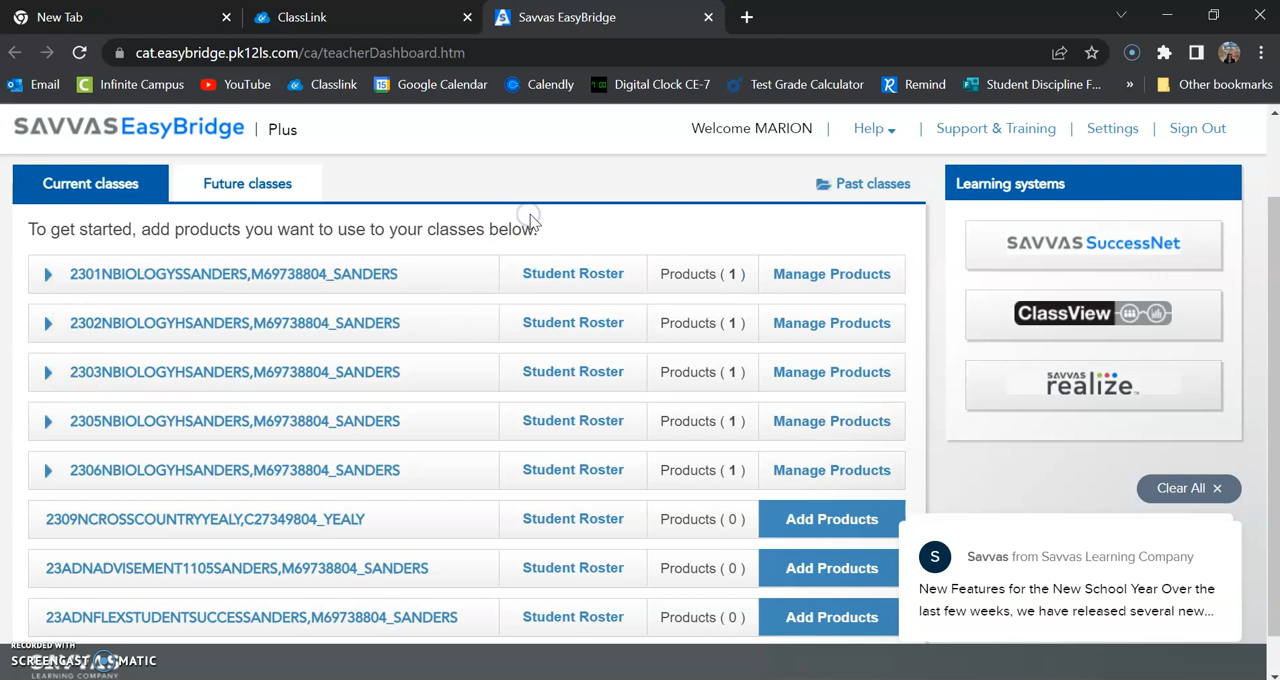 New Tab
ClassLink
Savvas EasyBridge
cat.easybridge.pk12ls.com/ca/teacherDashboard.htm
Email
Infinite Campus
YouTube
Classlink
Google Calendar
Calendly
Digital Clock CE-7
Test Grade Calculator
Remind
Student Discipline F...
»
Other bookmarks
SAVVAS EasyBridge | Plus
Welcome MARION | Help | Support & Training | Settings | Sign Out
Current classes
Future classes
Past classes
Learning systems
To get started, add products you want to use to your classes below.
SAVVAS SuccessNet
2301NBIOLOGYSSANDERS,M69738804_SANDERS Student Roster Products ( 1 ) Manage Products
ClassView
2302NBIOLOGYHSANDERS,M69738804_SANDERS Student Roster Products ( 1 ) Manage Products
2303NBIOLOGYHSANDERS,M69738804_SANDERS Student Roster Products ( 1 ) Manage Products
SAVVAS realize™
2305NBIOLOGYHSANDERS,M69738804_SANDERS Student Roster Products ( 1 ) Manage Products
2306NBIOLOGYHSANDERS,M69738804_SANDERS Student Roster Products ( 1 ) Manage Products
Clear All ×
2309NCROSSCOUNTRYYEALY,C27349804_YEALY Student Roster Products ( 0 ) Add Products
23ADNADVISEMENT1105SANDERS,M69738804_SANDERS Student Roster Products ( 0 ) Add Products
23ADNFLEXSTUDENTSUCCESSANDERS,M69738804_SANDERS Student Roster Products ( 0 ) Add Products
S
Savvas from Savvas Learning Company
New Features for the New School Year Over the
last few weeks, we have released several new...
RECORDED WITH
SCREENCAST MATIC
SAVVAS
LEARNING COMPANY